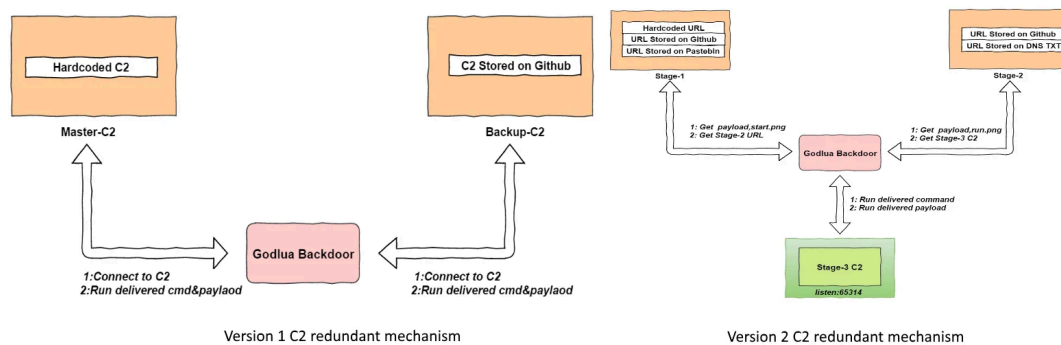 Hardcoded C2
Master-C2
C2 Stored on Github
Backup-C2
Godlua Backdoor
1:Connect to C2
2:Run delivered cmd&paylaod
1:Connect to C2
2:Run delivered cmd&paylaod
Version 1 C2 redundant mechanism
Hardcoded URL
URL Stored on Github
URL Stored on Pastebin
Stage-1
URL Stored on Github
URL Stored on DNS TXT
Stage-2
1: Get payload,start.png
2: Get Stage-2 URL
1: Get payload,run.png
2: Get Stage-3 C2
Godlua Backdoor
1: Run delivered command
2: Run delivered payload
Stage-3 C2
listen:65314
Version 2 C2 redundant mechanism